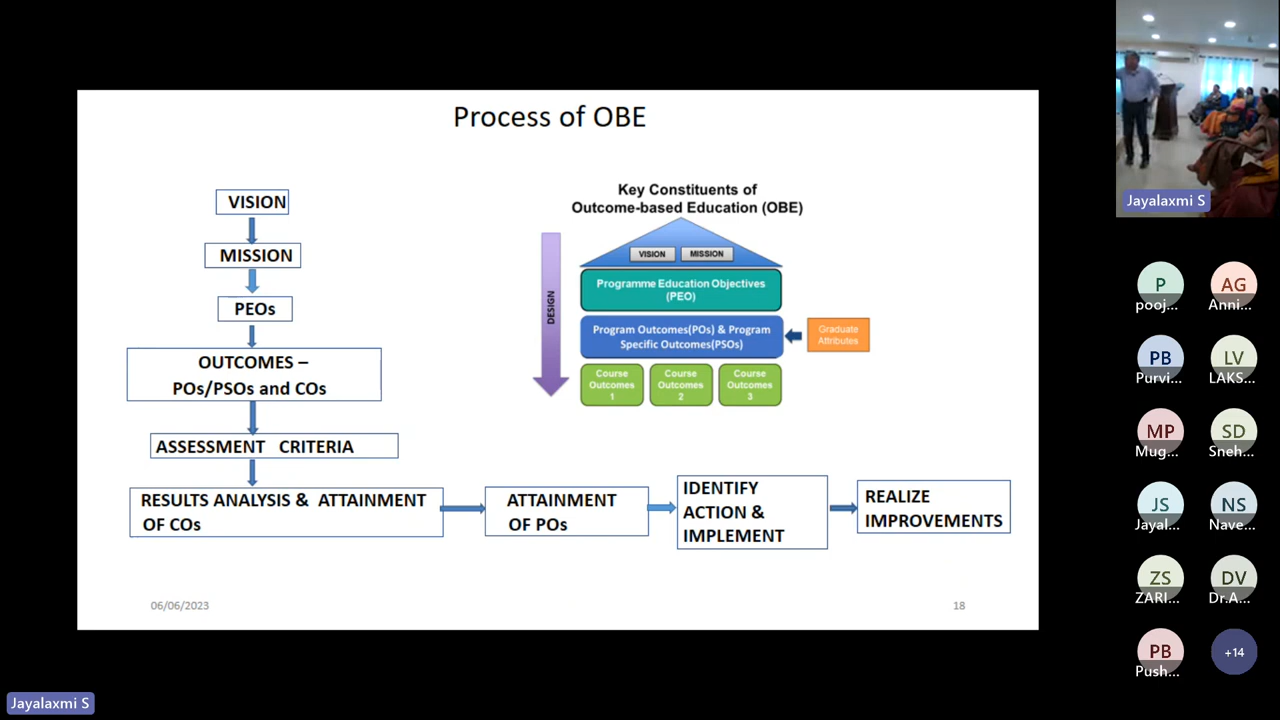 Process of OBE
VISION
MISSION
PEOs
OUTCOMES –
POs/PSOs and COs
ASSESSMENT CRITERIA
RESULTS ANALYSIS & ATTAINMENT
OF COs
ATTAINMENT
OF POs
IDENTIFY
ACTION &
IMPLEMENT
REALIZE
IMPROVEMENTS
Key Constituents of
Outcome-based Education (OBE)
DESIGN
VISION
MISSION
Programme Education Objectives
(PEO)
Program Outcomes(POs) & Program
Specific Outcomes(PSOs)
Graduate
Attributes
Course
Outcomes
1
Course
Outcomes
2
Course
Outcomes
3
06/06/2023
18
Jayalaxmi S
P
pooj...
AG
Anni...
PB
Purvi...
LV
LAKS...
MP
Mug...
SD
Sneh...
JS
Jayal...
NS
Nave...
ZS
ZARI...
DV
Dr.A...
PB
Push...
+14
Jayalaxmi S